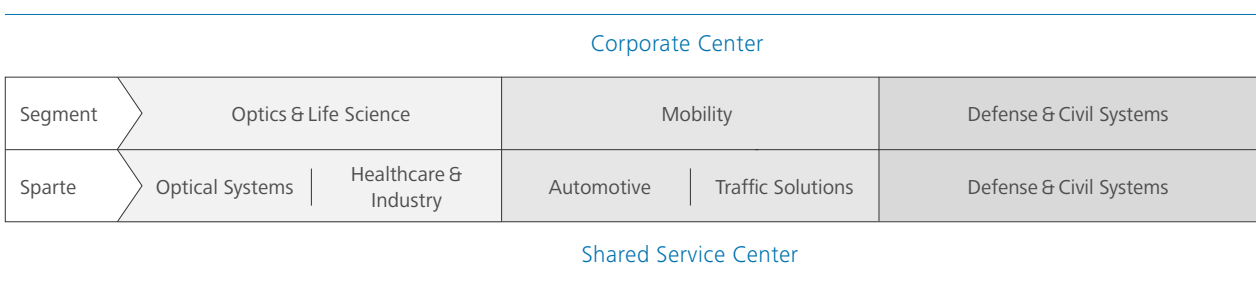 Corporate Center
Segment
Optics & Life Science
Mobility
Defense & Civil Systems
Sparte
Optical Systems
Healthcare &
Industry
Automotive
Traffic Solutions
Defense & Civil Systems
Shared Service Center